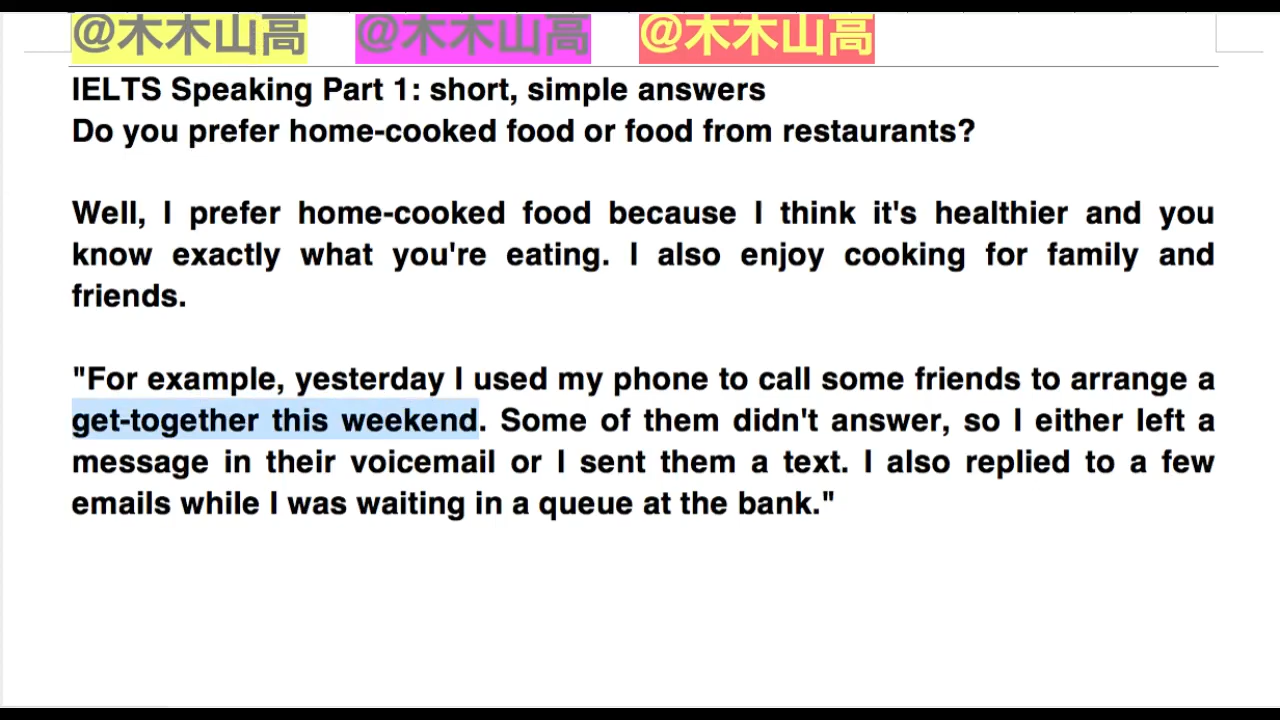 @木木山高 @木木山高 @木木山高
IELTS Speaking Part 1: short, simple answers
Do you prefer home-cooked food or food from restaurants?
Well, I prefer home-cooked food because I think it's healthier and you
know exactly what you're eating. I also enjoy cooking for family and
friends.
"For example, yesterday I used my phone to call some friends to arrange a
get-together this weekend. Some of them didn't answer, so I either left a
message in their voicemail or I sent them a text. I also replied to a few
emails while I was waiting in a queue at the bank."